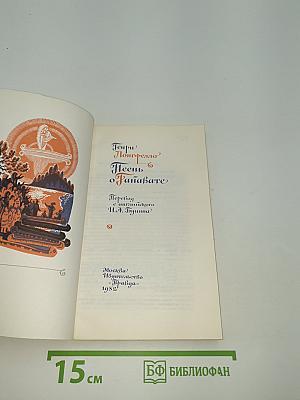 Генри
Лонгфелло
Песнь
о Гайавате
Перевод
с английского
И.А. Бунина
Москва
Издательство
«Правда»
1982
15 см
БФ БИБЛИОФАН